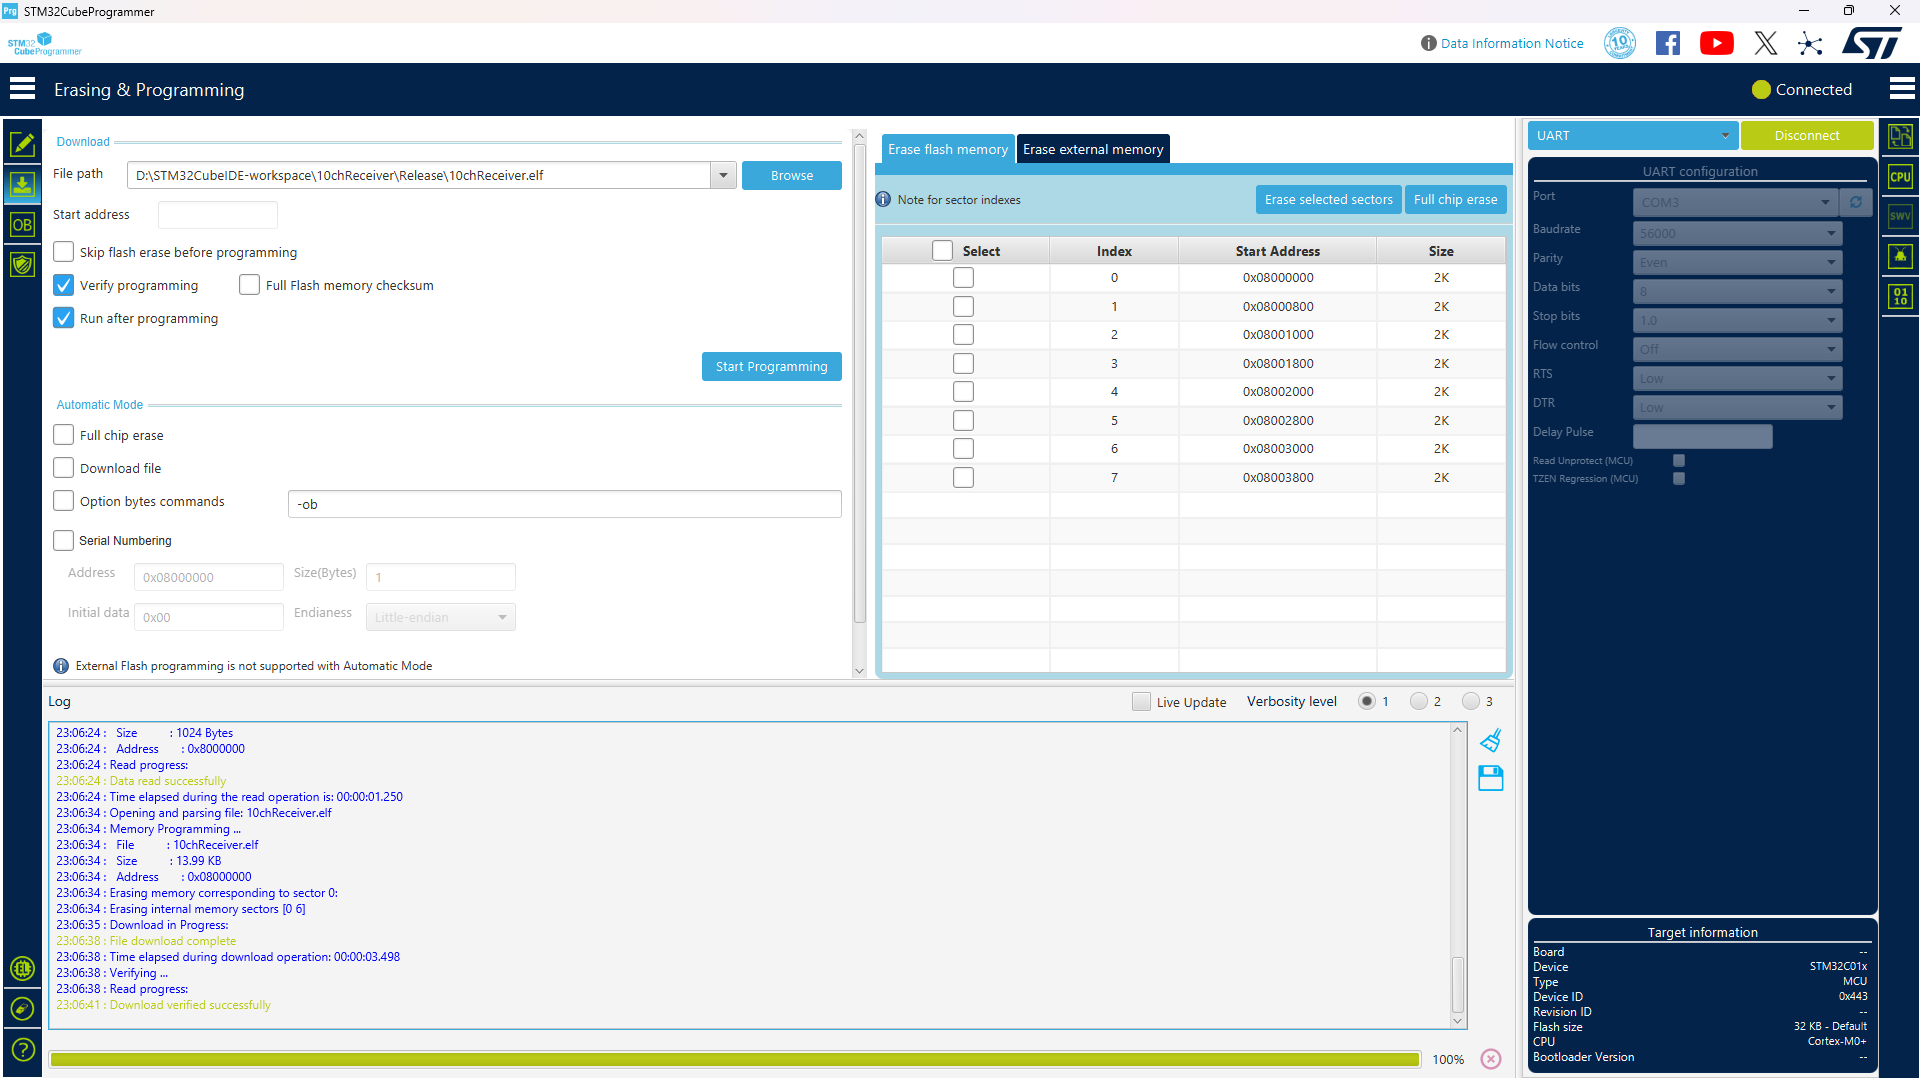 Prg STM32CubeProgrammer
STM32 CubeProgrammer
Data Information Notice
10 YEARS
Erasing & Programming
Connected
Download
File path
D:\STM32CubeIDE-workspace\10chReceiver\Release\10chReceiver.elf
Browse
Start address
Skip flash erase before programming
Verify programming
Full Flash memory checksum
Run after programming
Start Programming
Automatic Mode
Full chip erase
Download file
Option bytes commands
-ob
Serial Numbering
Address
0x08000000
Size(Bytes)
1
Initial data
0x00
Endianess
Little-endian
External Flash programming is not supported with Automatic Mode
OB
Erase flash memory
Erase external memory
Note for sector indexes
Erase selected sectors
Full chip erase
Select Index Start Address Size
0 0x08000000 2K
1 0x08000800 2K
2 0x08001000 2K
3 0x08001800 2K
4 0x08002000 2K
5 0x08002800 2K
6 0x08003000 2K
7 0x08003800 2K
Log
Live Update
Verbosity level
1
2
3
23:06:24 : Size : 1024 Bytes
23:06:24 : Address : 0x8000000
23:06:24 : Read progress:
23:06:24 : Data read successfully
23:06:24 : Time elapsed during the read operation is: 00:00:01.250
23:06:34 : Opening and parsing file: 10chReceiver.elf
23:06:34 : Memory Programming ...
23:06:34 : File : 10chReceiver.elf
23:06:34 : Size : 13.99 KB
23:06:34 : Address : 0x08000000
23:06:34 : Erasing memory corresponding to sector 0:
23:06:34 : Erasing internal memory sectors [0 6]
23:06:35 : Download in Progress:
23:06:38 : File download complete
23:06:38 : Time elapsed during download operation: 00:00:03.498
23:06:38 : Verifying ...
23:06:38 : Read progress:
23:06:41 : Download verified successfully
100%
UART
Disconnect
UART configuration
Port COM3
Baudrate 56000
Parity Even
Data bits 8
Stop bits 1.0
Flow control Off
RTS Low
DTR Low
Delay Pulse
Read Unprotect (MCU)
TZEN Regression (MCU)
CPU
SWV
01
10
Target information
Board --
Device STM32C01x
Type MCU
Device ID 0x443
Revision ID --
Flash size 32 KB - Default
CPU Cortex-M0+
Bootloader Version --